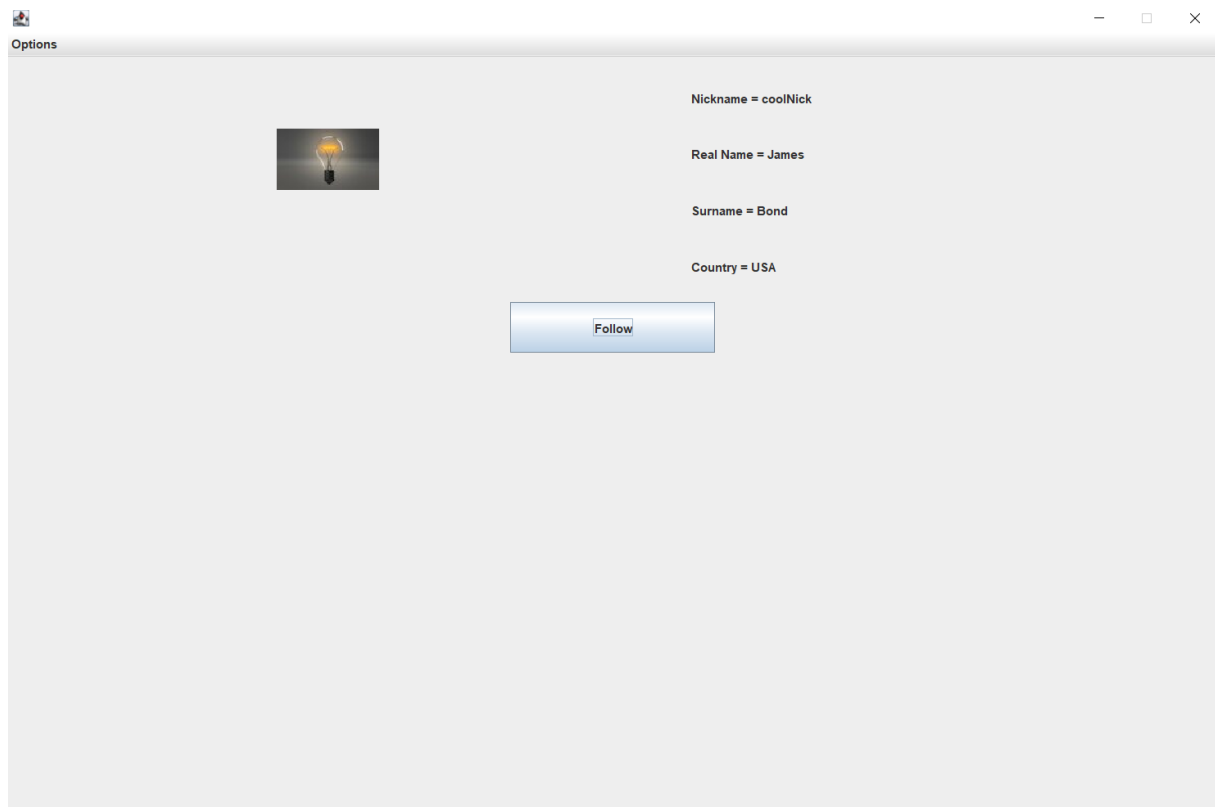 Options
Nickname = coolNick
Real Name = James
Surname = Bond
Country = USA
Follow